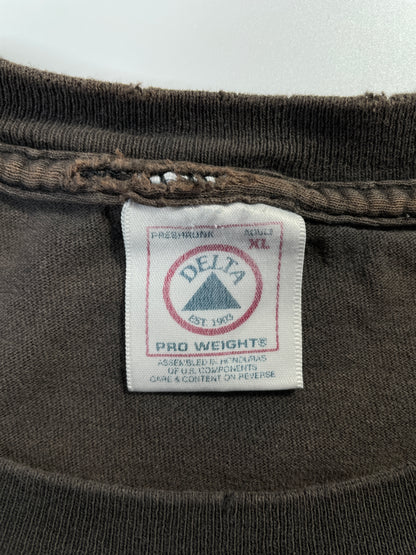 PRESHRUNK ADULT
XL
DELTA
EST. 1903
PRO WEIGHT®
ASSEMBLED IN HONDURAS
OF U.S. COMPONENTS
CARE & CONTENT ON REVERSE